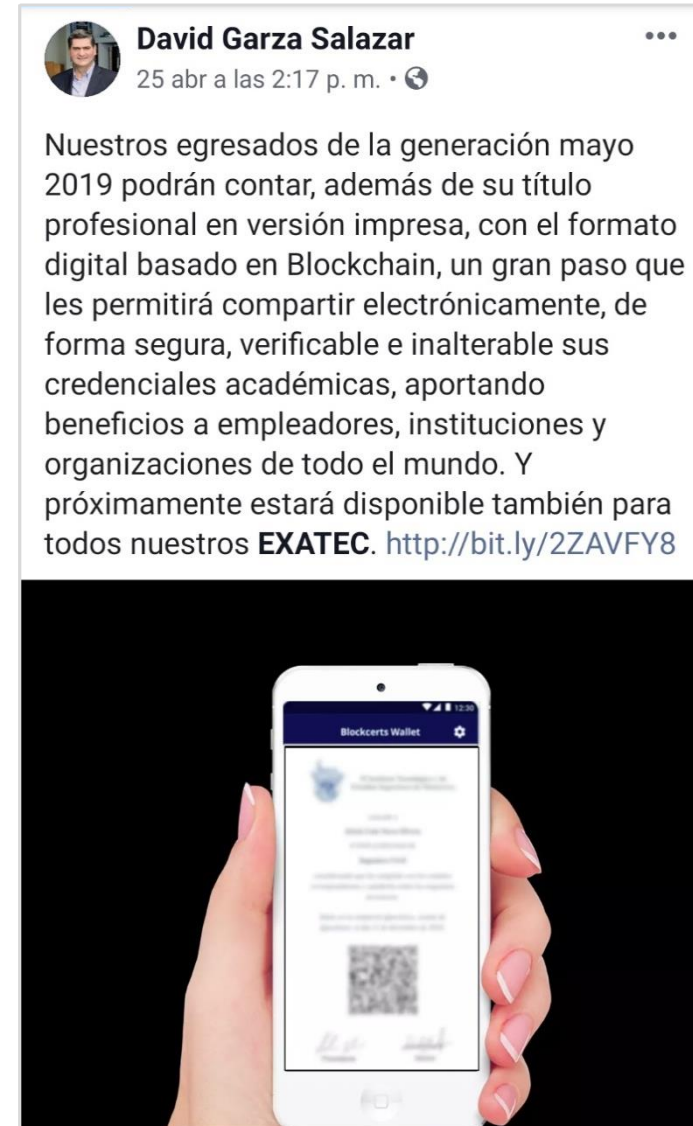 David Garza Salazar
25 abr a las 2:17 p. m. •
Nuestros egresados de la generación mayo
2019 podrán contar, además de su título
profesional en versión impresa, con el formato
digital basado en Blockchain, un gran paso que
les permitirá compartir electrónicamente, de
forma segura, verificable e inalterable sus
credenciales académicas, aportando
beneficios a empleadores, instituciones y
organizaciones de todo el mundo. Y
próximamente estará disponible también para
todos nuestros EXATEC. http://bit.ly/2ZAVFY8
12:30
Blockcerts Wallet